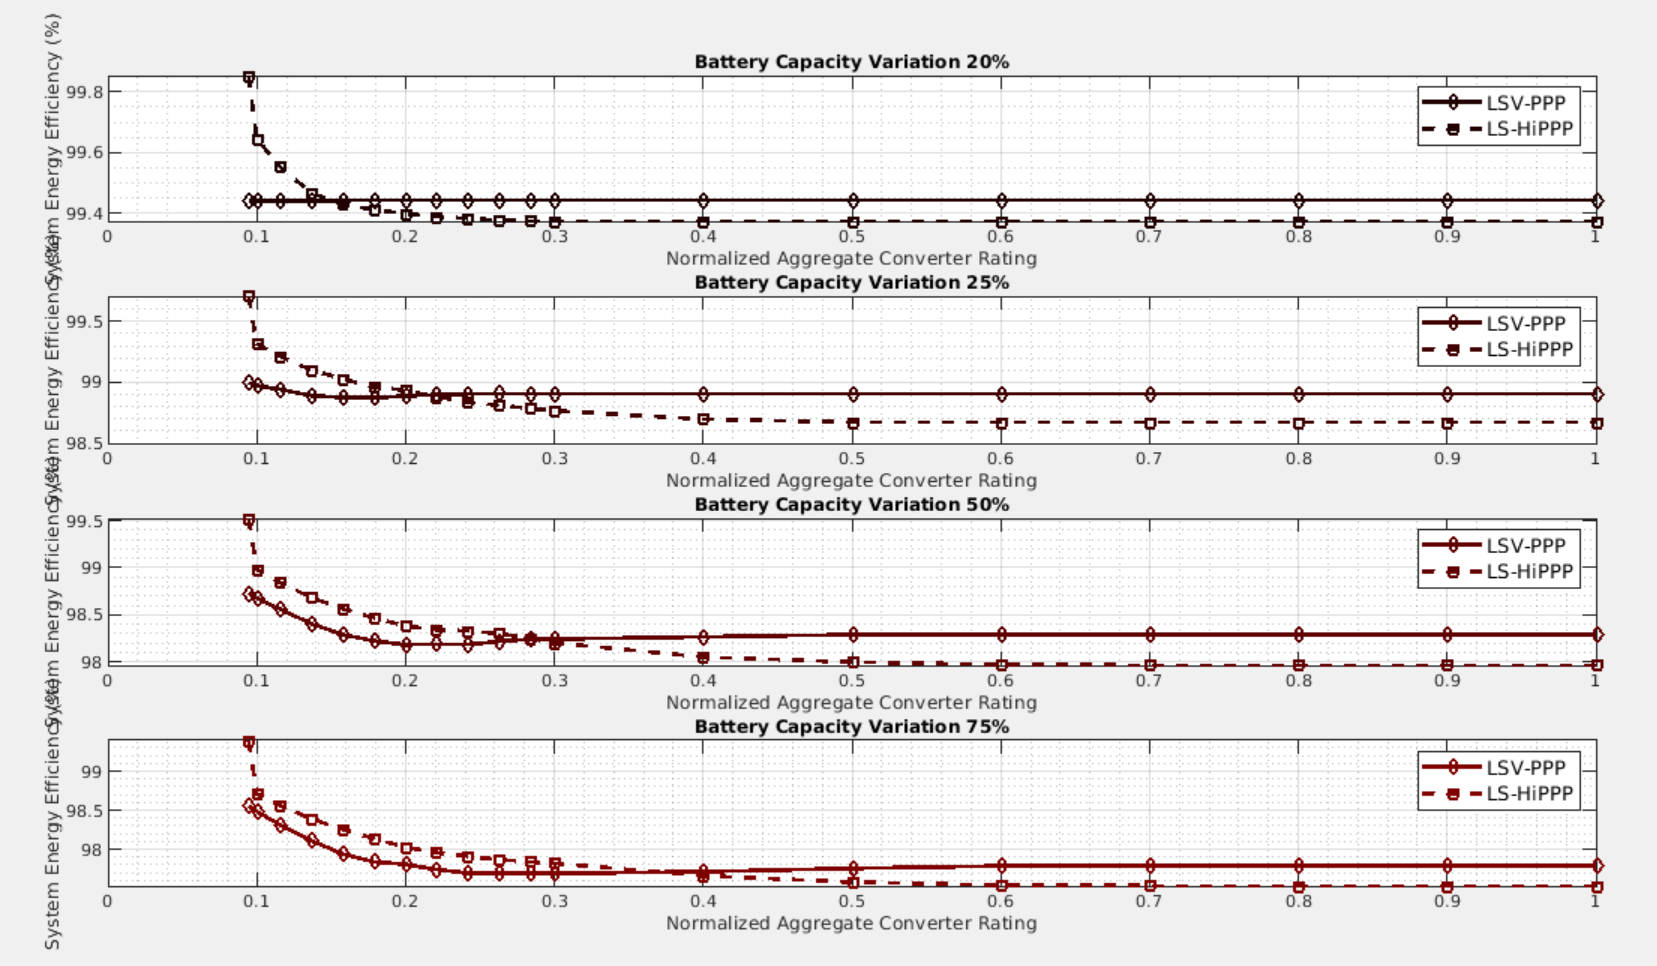 Battery Capacity Variation 20%
System Energy Efficiency (%)
99.8
99.6
99.4
LSV-PPP
LS-HiPPP
0 0.1 0.2 0.3 0.4 0.5 0.6 0.7 0.8 0.9 1
Normalized Aggregate Converter Rating
Battery Capacity Variation 25%
System Energy Efficiency (%)
99.5
99
98.5
LSV-PPP
LS-HiPPP
0 0.1 0.2 0.3 0.4 0.5 0.6 0.7 0.8 0.9 1
Normalized Aggregate Converter Rating
Battery Capacity Variation 50%
System Energy Efficiency (%)
99.5
99
98.5
98
LSV-PPP
LS-HiPPP
0 0.1 0.2 0.3 0.4 0.5 0.6 0.7 0.8 0.9 1
Normalized Aggregate Converter Rating
Battery Capacity Variation 75%
System Energy Efficiency (%)
99
98.5
98
LSV-PPP
LS-HiPPP
0 0.1 0.2 0.3 0.4 0.5 0.6 0.7 0.8 0.9 1
Normalized Aggregate Converter Rating